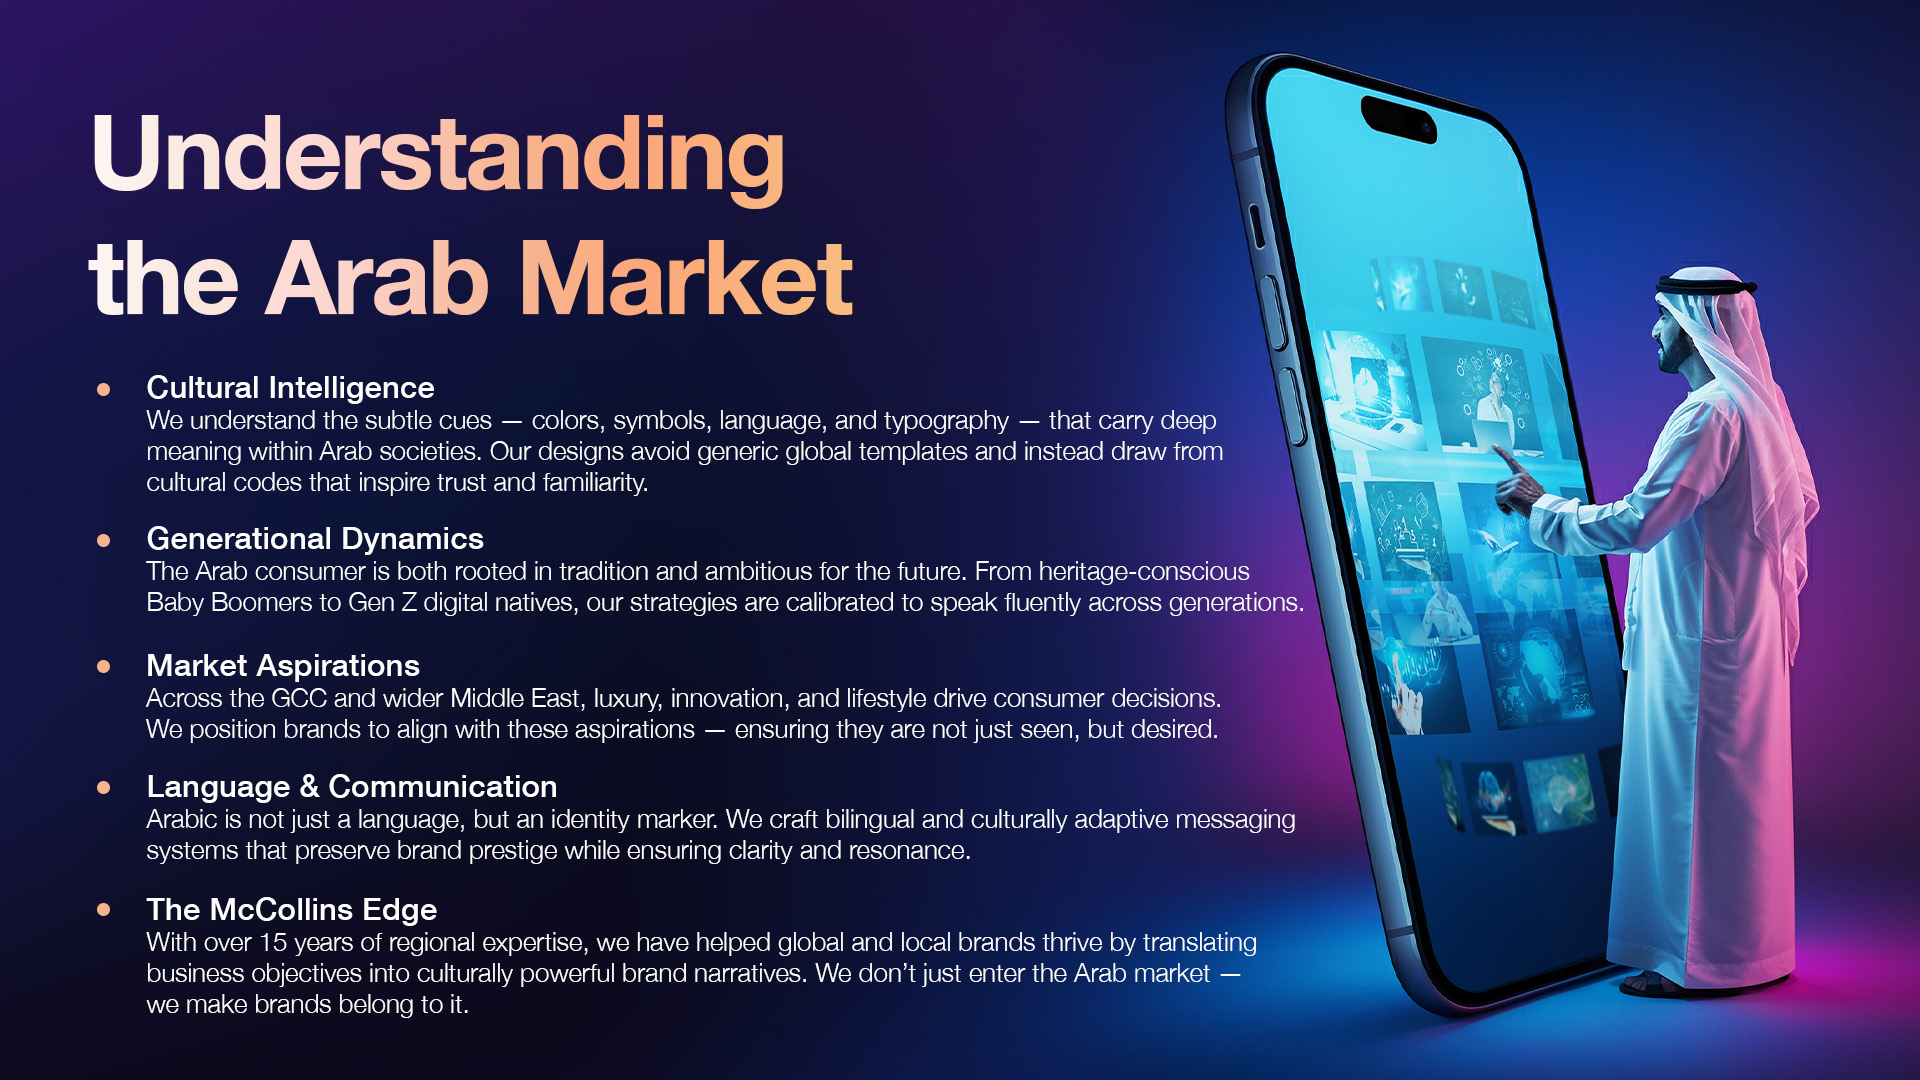 Understanding
the Arab Market
Cultural Intelligence
We understand the subtle cues — colors, symbols, language, and typography — that carry deep
meaning within Arab societies. Our designs avoid generic global templates and instead draw from
cultural codes that inspire trust and familiarity.
Generational Dynamics
The Arab consumer is both rooted in tradition and ambitious for the future. From heritage-conscious
Baby Boomers to Gen Z digital natives, our strategies are calibrated to speak fluently across generations.
Market Aspirations
Across the GCC and wider Middle East, luxury, innovation, and lifestyle drive consumer decisions.
We position brands to align with these aspirations — ensuring they are not just seen, but desired.
Language & Communication
Arabic is not just a language, but an identity marker. We craft bilingual and culturally adaptive messaging
systems that preserve brand prestige while ensuring clarity and resonance.
The McCollins Edge
With over 15 years of regional expertise, we have helped global and local brands thrive by translating
business objectives into culturally powerful brand narratives. We don’t just enter the Arab market —
we make brands belong to it.